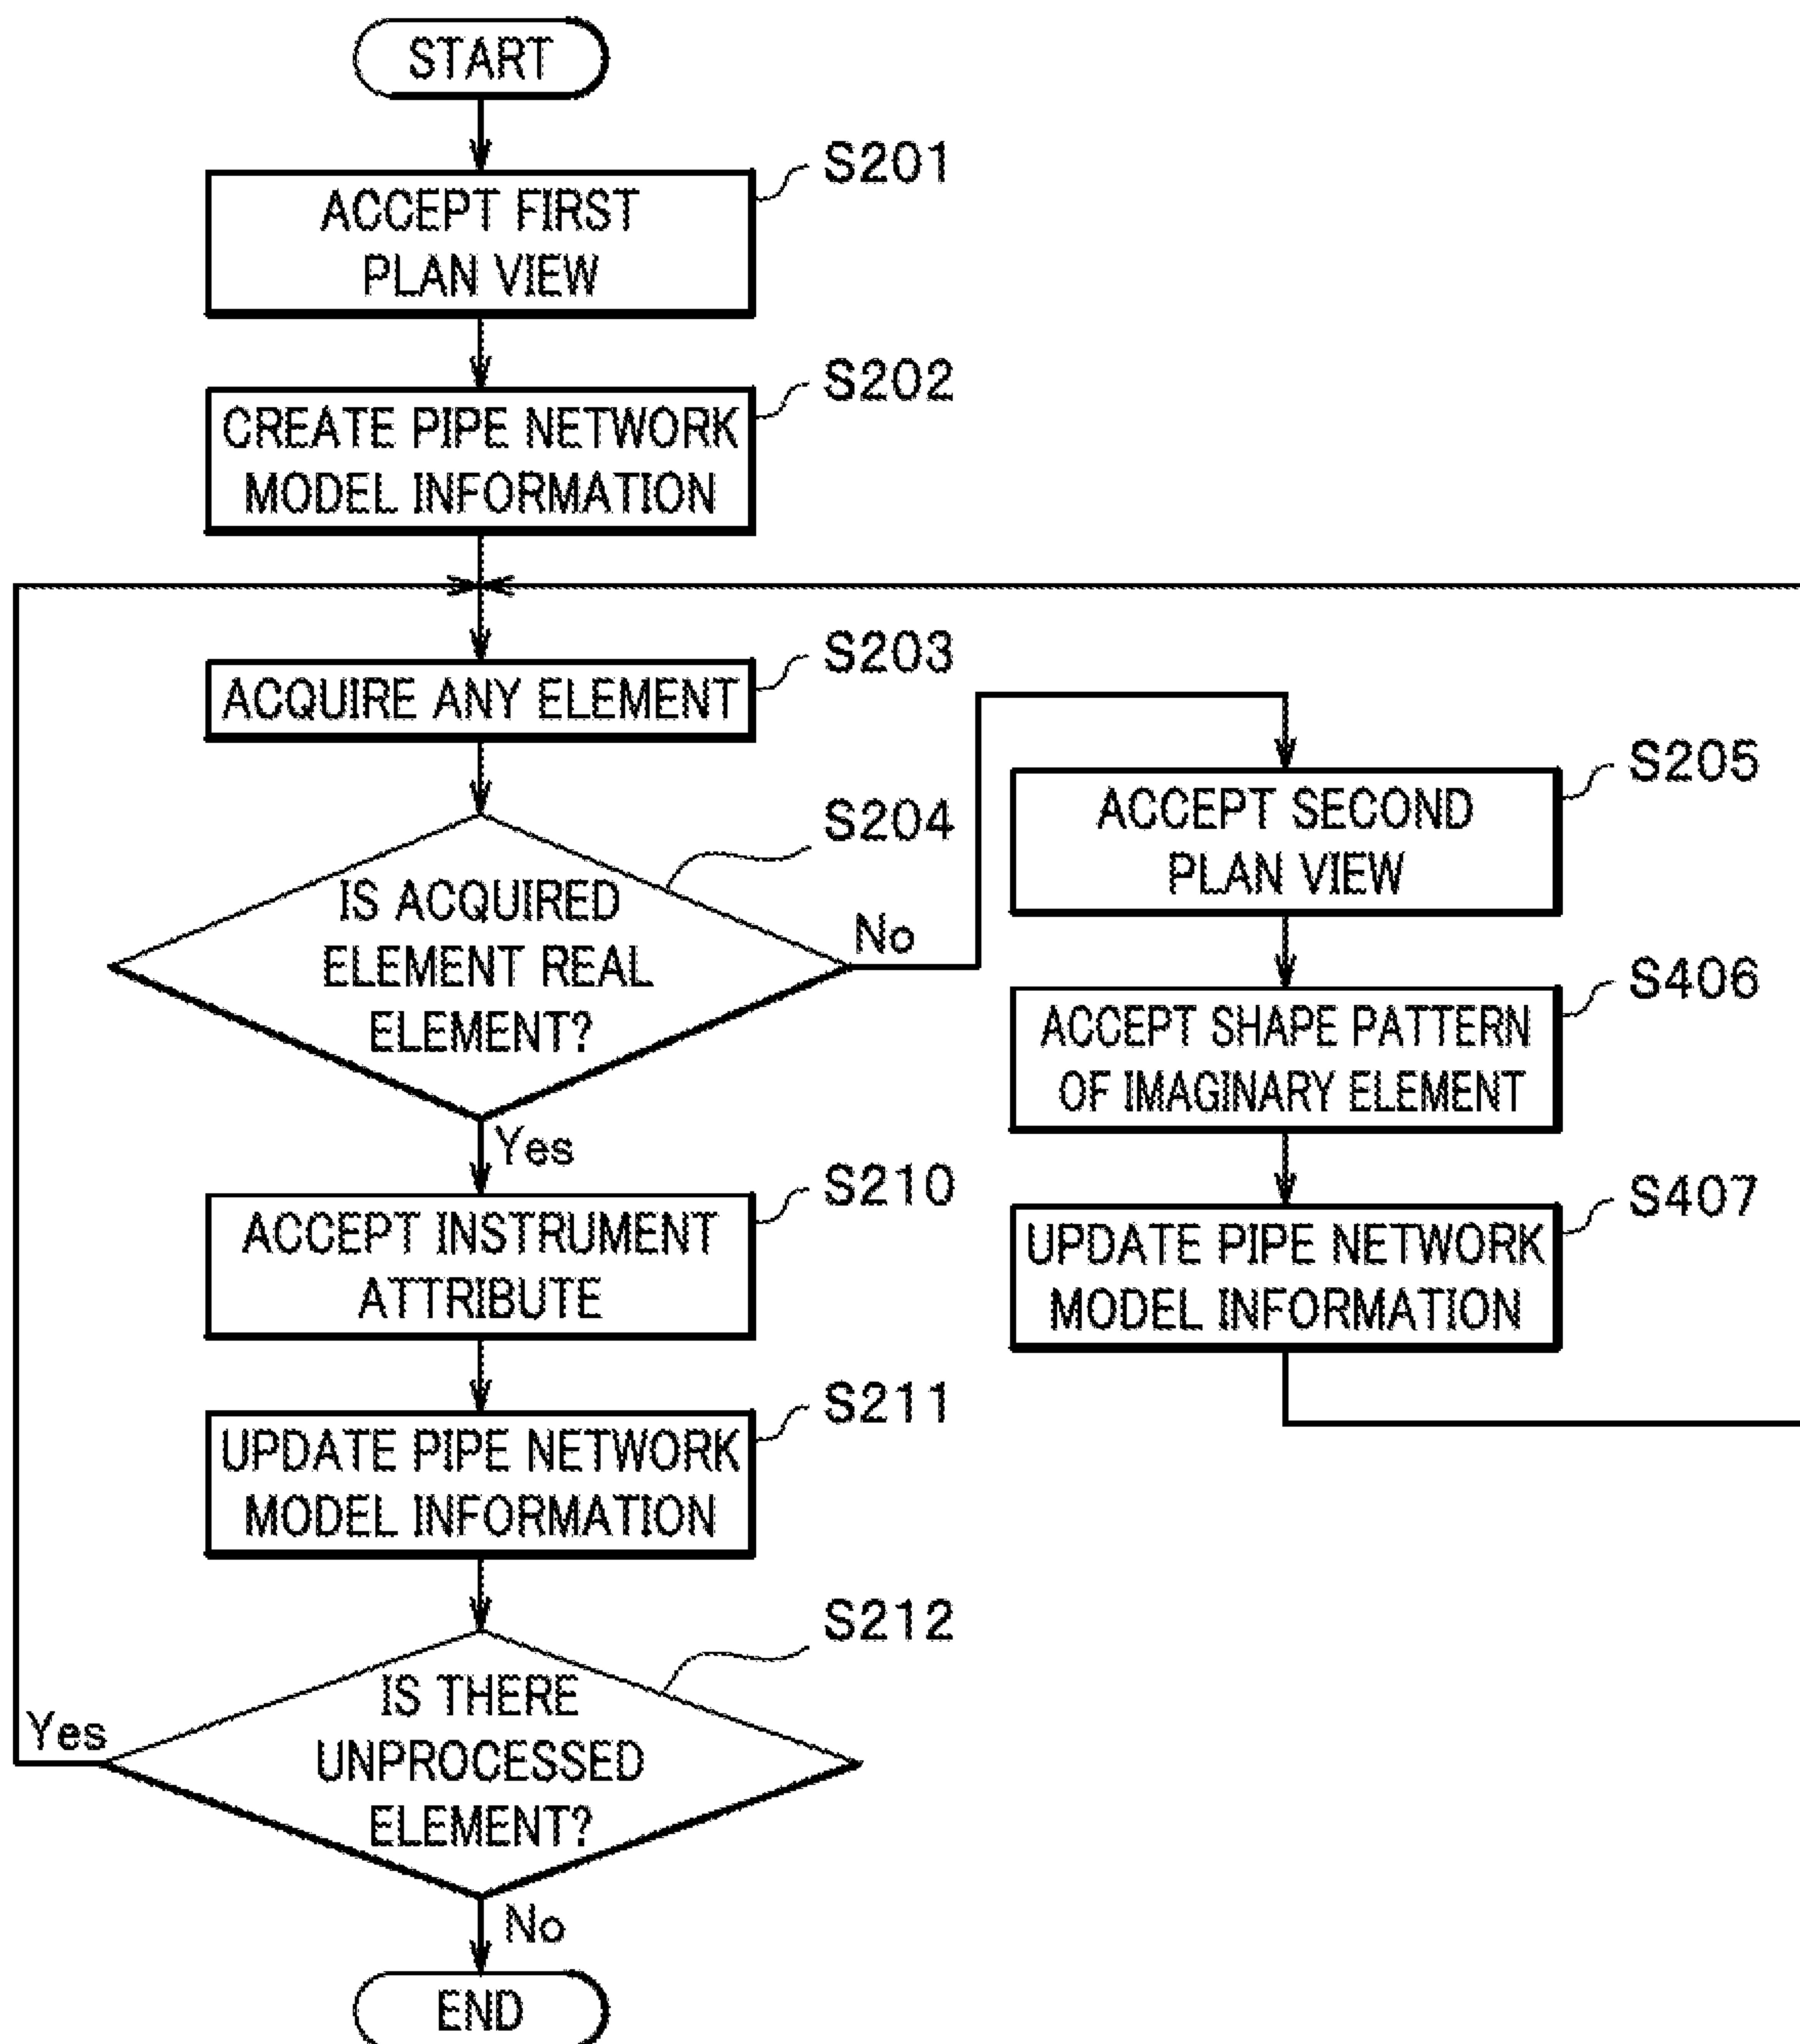 START
S201
ACCEPT FIRST
PLAN VIEW
S202
CREATE PIPE NETWORK
MODEL INFORMATION
S203
ACQUIRE ANY ELEMENT
S204
IS ACQUIRED
ELEMENT REAL
ELEMENT?
No
Yes
S205
ACCEPT SECOND
PLAN VIEW
S406
ACCEPT SHAPE PATTERN
OF IMAGINARY ELEMENT
S407
UPDATE PIPE NETWORK
MODEL INFORMATION
S210
ACCEPT INSTRUMENT
ATTRIBUTE
S211
UPDATE PIPE NETWORK
MODEL INFORMATION
S212
IS THERE
UNPROCESSED
ELEMENT?
Yes
No
END